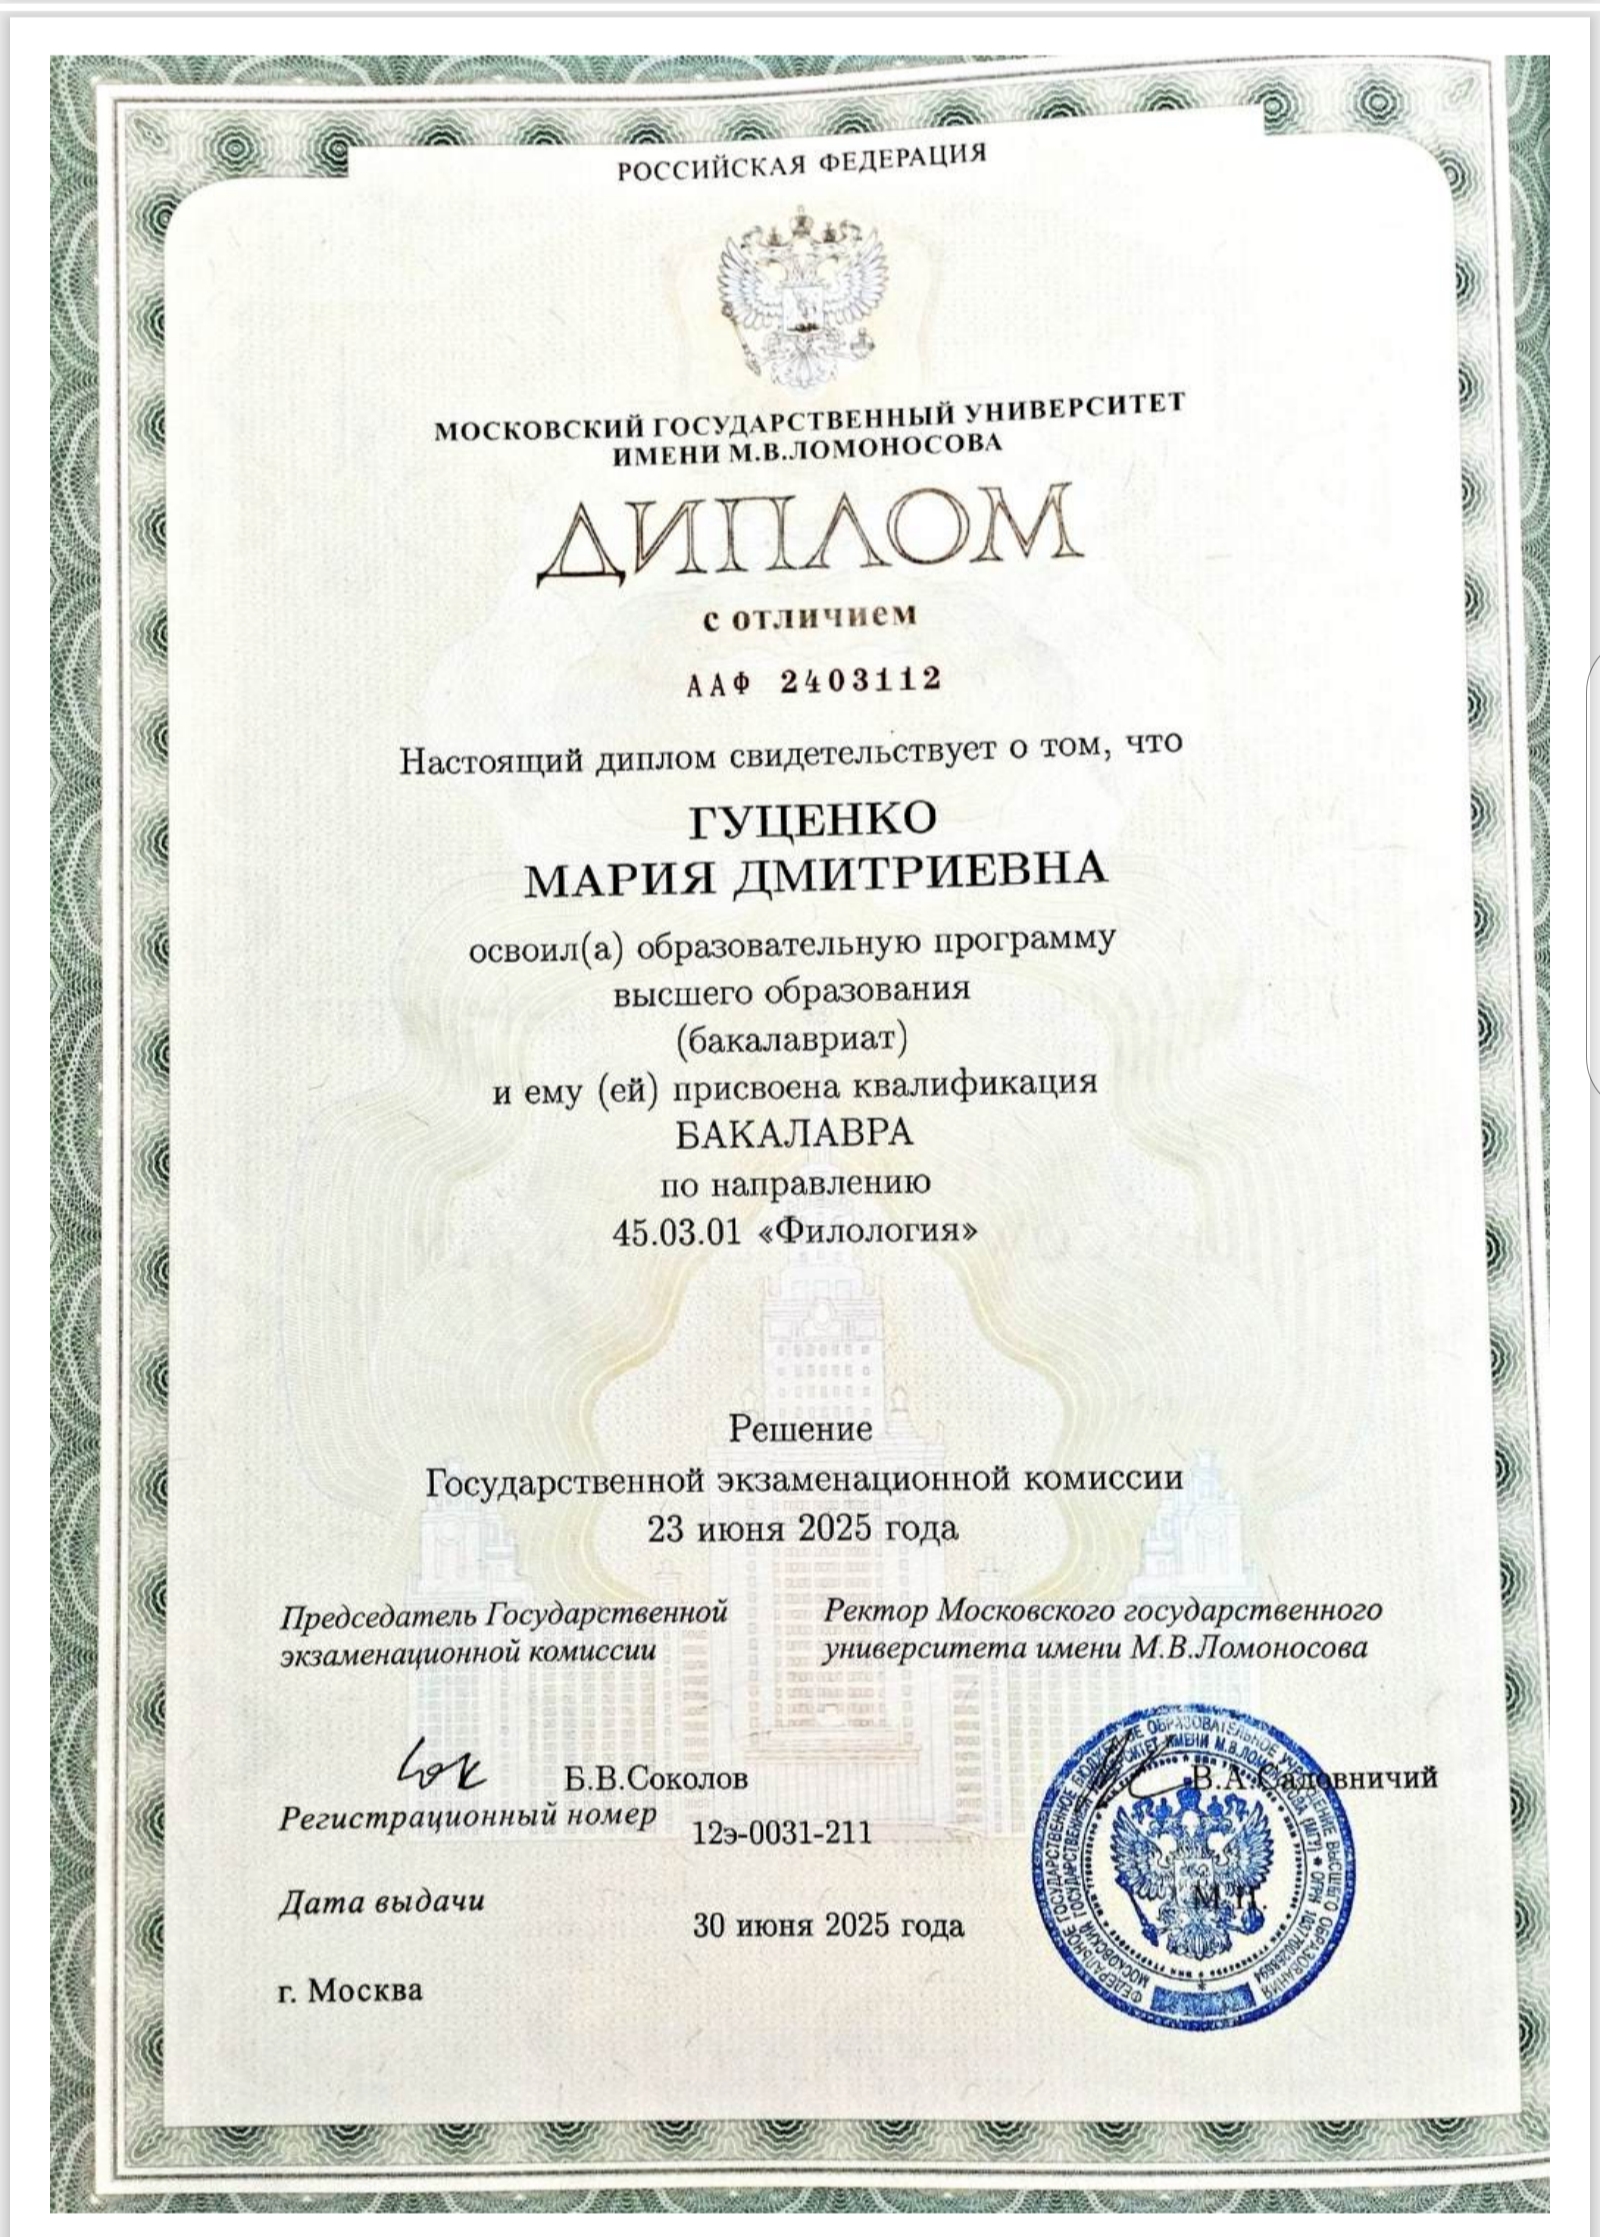 РОССИЙСКАЯ ФЕДЕРАЦИЯ
МОСКОВСКИЙ ГОСУДАРСТВЕННЫЙ УНИВЕРСИТЕТ
ИМЕНИ М.В.ЛОМОНОСОВА
ДИПЛОМ
с отличием
ААФ 2403112
Настоящий диплом свидетельствует о том, что
ГУЦЕНКО
МАРИЯ ДМИТРИЕВНА
освоил(а) образовательную программу
высшего образования
(бакалавриат)
и ему (ей) присвоена квалификация
БАКАЛАВРА
по направлению
45.03.01 «Филология»
Решение
Государственной экзаменационной комиссии
23 июня 2025 года
Председатель Государственной
экзаменационной комиссии
Ректор Московского государственного
университета имени М.В.Ломоносова
Б.В.Соколов
В.А.Садовничий
Регистрационный номер
12э-0031-211
М.П.
Дата выдачи
30 июня 2025 года
г. Москва